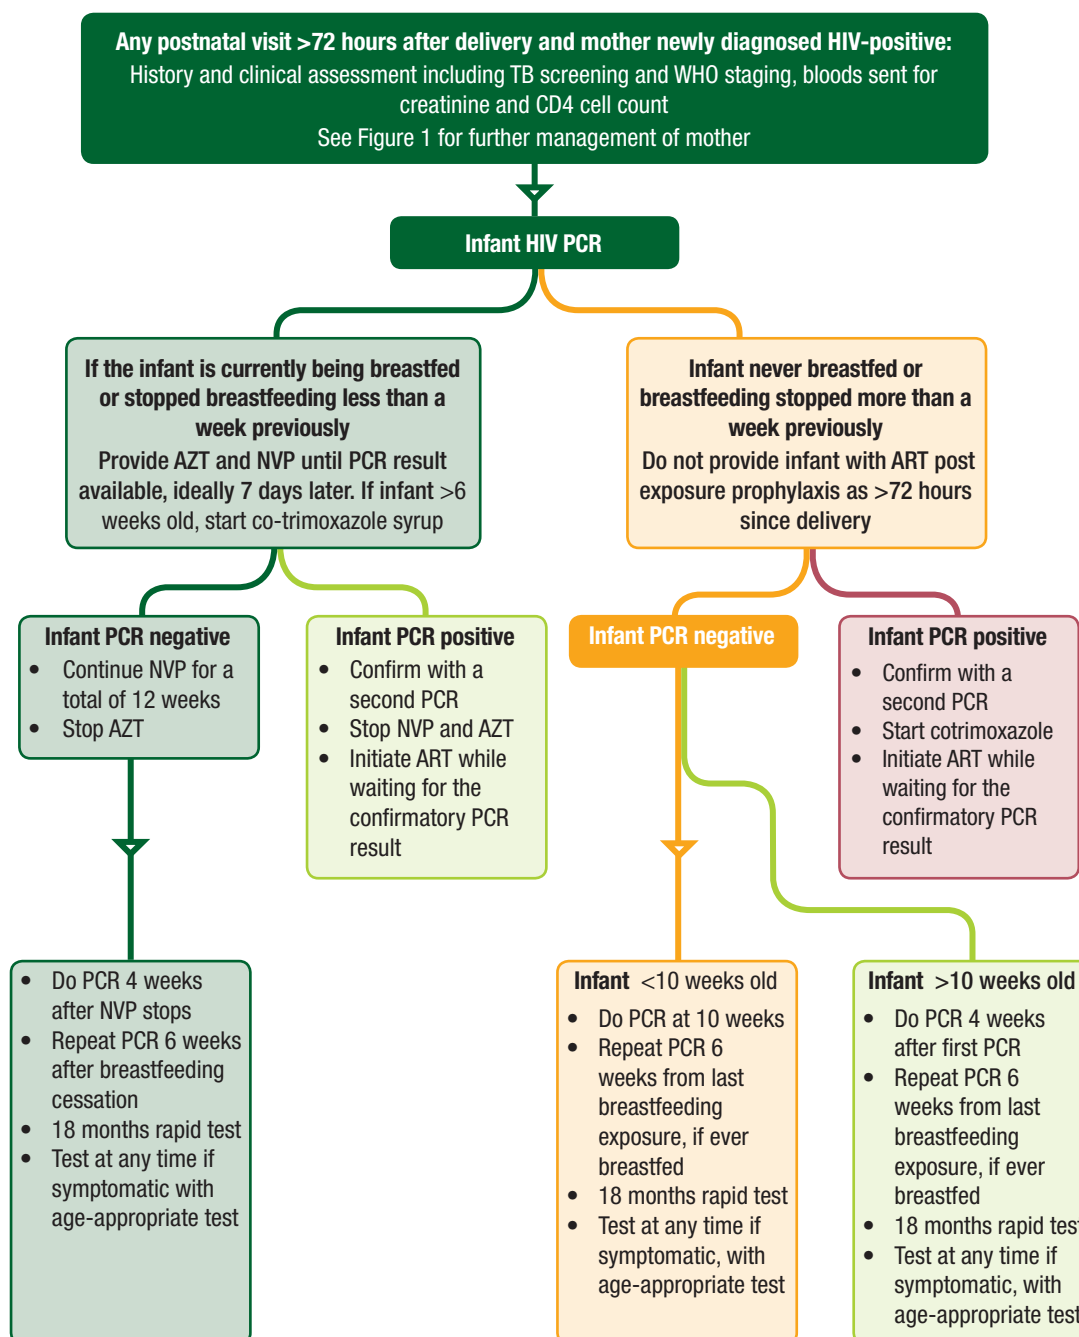 Any postnatal visit >72 hours after delivery and mother newly diagnosed HIV-positive:
History and clinical assessment including TB screening and WHO staging, bloods sent for
creatinine and CD4 cell count
See Figure 1 for further management of mother
Infant HIV PCR
If the infant is currently being breastfed
or stopped breastfeeding less than a
week previously
Provide AZT and NVP until PCR result
available, ideally 7 days later. If infant >6
weeks old, start co-trimoxazole syrup
Infant never breastfed or
breastfeeding stopped more than a
week previously
Do not provide infant with ART post
exposure prophylaxis as >72 hours
since delivery
Infant PCR negative
• Continue NVP for a
total of 12 weeks
• Stop AZT
Infant PCR positive
• Confirm with a
second PCR
• Stop NVP and AZT
• Initiate ART while
waiting for the
confirmatory PCR
result
Infant PCR negative
Infant PCR positive
• Confirm with a
second PCR
• Start cotrimoxazole
• Initiate ART while
waiting for the
confirmatory PCR
result
• Do PCR 4 weeks
after NVP stops
• Repeat PCR 6 weeks
after breastfeeding
cessation
• 18 months rapid test
• Test at any time if
symptomatic with
age-appropriate test
Infant <10 weeks old
• Do PCR at 10 weeks
• Repeat PCR 6
weeks from last
breastfeeding
exposure, if ever
breastfed
• 18 months rapid test
• Test at any time if
symptomatic, with
age-appropriate test
Infant >10 weeks old
• Do PCR 4 weeks
after first PCR
• Repeat PCR 6
weeks from last
breastfeeding
exposure, if ever
breastfed
• 18 months rapid test
• Test at any time if
symptomatic, with
age-appropriate test